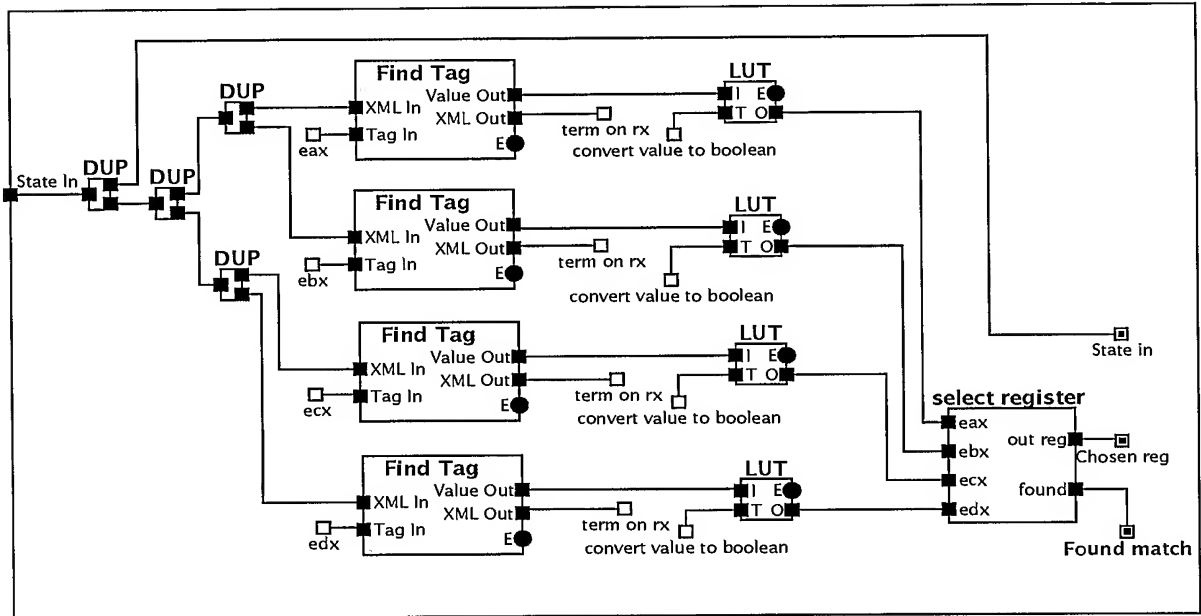 State In
DUP
DUP
DUP
DUP
Find Tag
XML In
Tag In
Value Out
XML Out
E
eax
term on rx
convert value to boolean
LUT
I E
T O
Find Tag
XML In
Tag In
Value Out
XML Out
E
ebx
term on rx
convert value to boolean
LUT
I E
T O
Find Tag
XML In
Tag In
Value Out
XML Out
E
ecx
term on rx
convert value to boolean
LUT
I E
T O
Find Tag
XML In
Tag In
Value Out
XML Out
E
edx
term on rx
convert value to boolean
LUT
I E
T O
State in
select register
eax
ebx
ecx
edx
out reg
found
Chosen reg
Found match